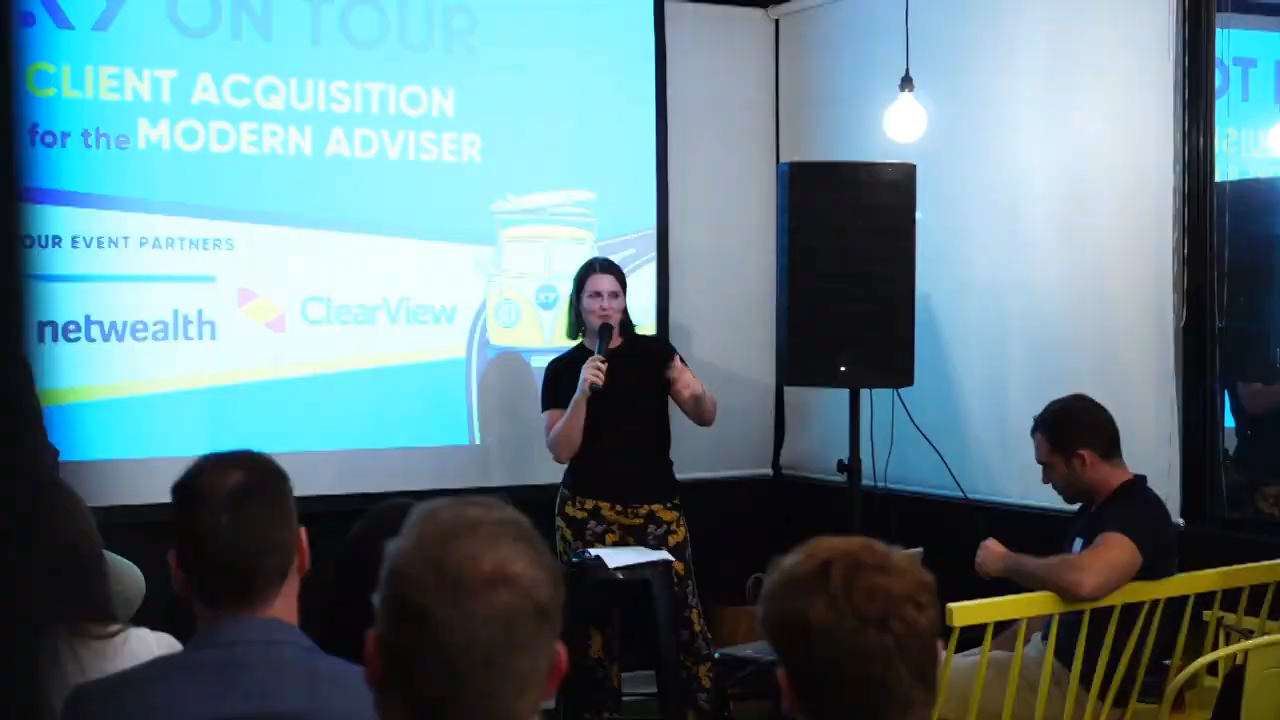 ON TOUR
CLIENT ACQUISITION
for the MODERN ADVISER
OUR EVENT PARTNERS
netwealth
ClearView